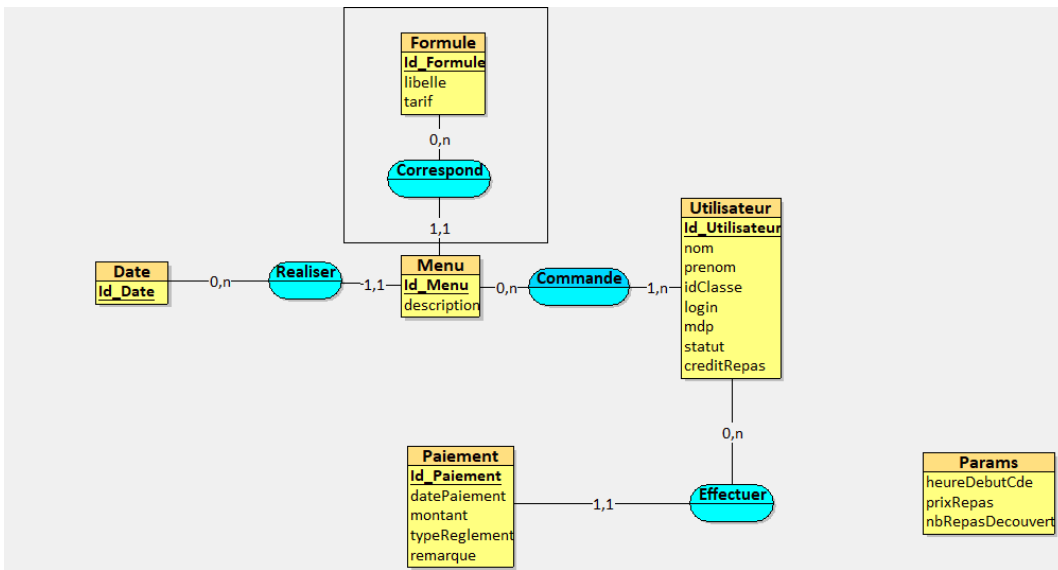 Formule
Id_Formule
libelle
tarif
0,n
Correspond
1,1
Date
Id_Date
0,n
Realiser
1,1
Menu
Id_Menu
description
0,n
Commande
1,n
Utilisateur
Id_Utilisateur
nom
prenom
idClasse
login
mdp
statut
creditRepas
0,n
Paiement
Id_Paiement
datePaiement
montant
typeReglement
remarque
1,1
Effectuer
Params
heureDebutCde
prixRepas
nbRepasDecouvert